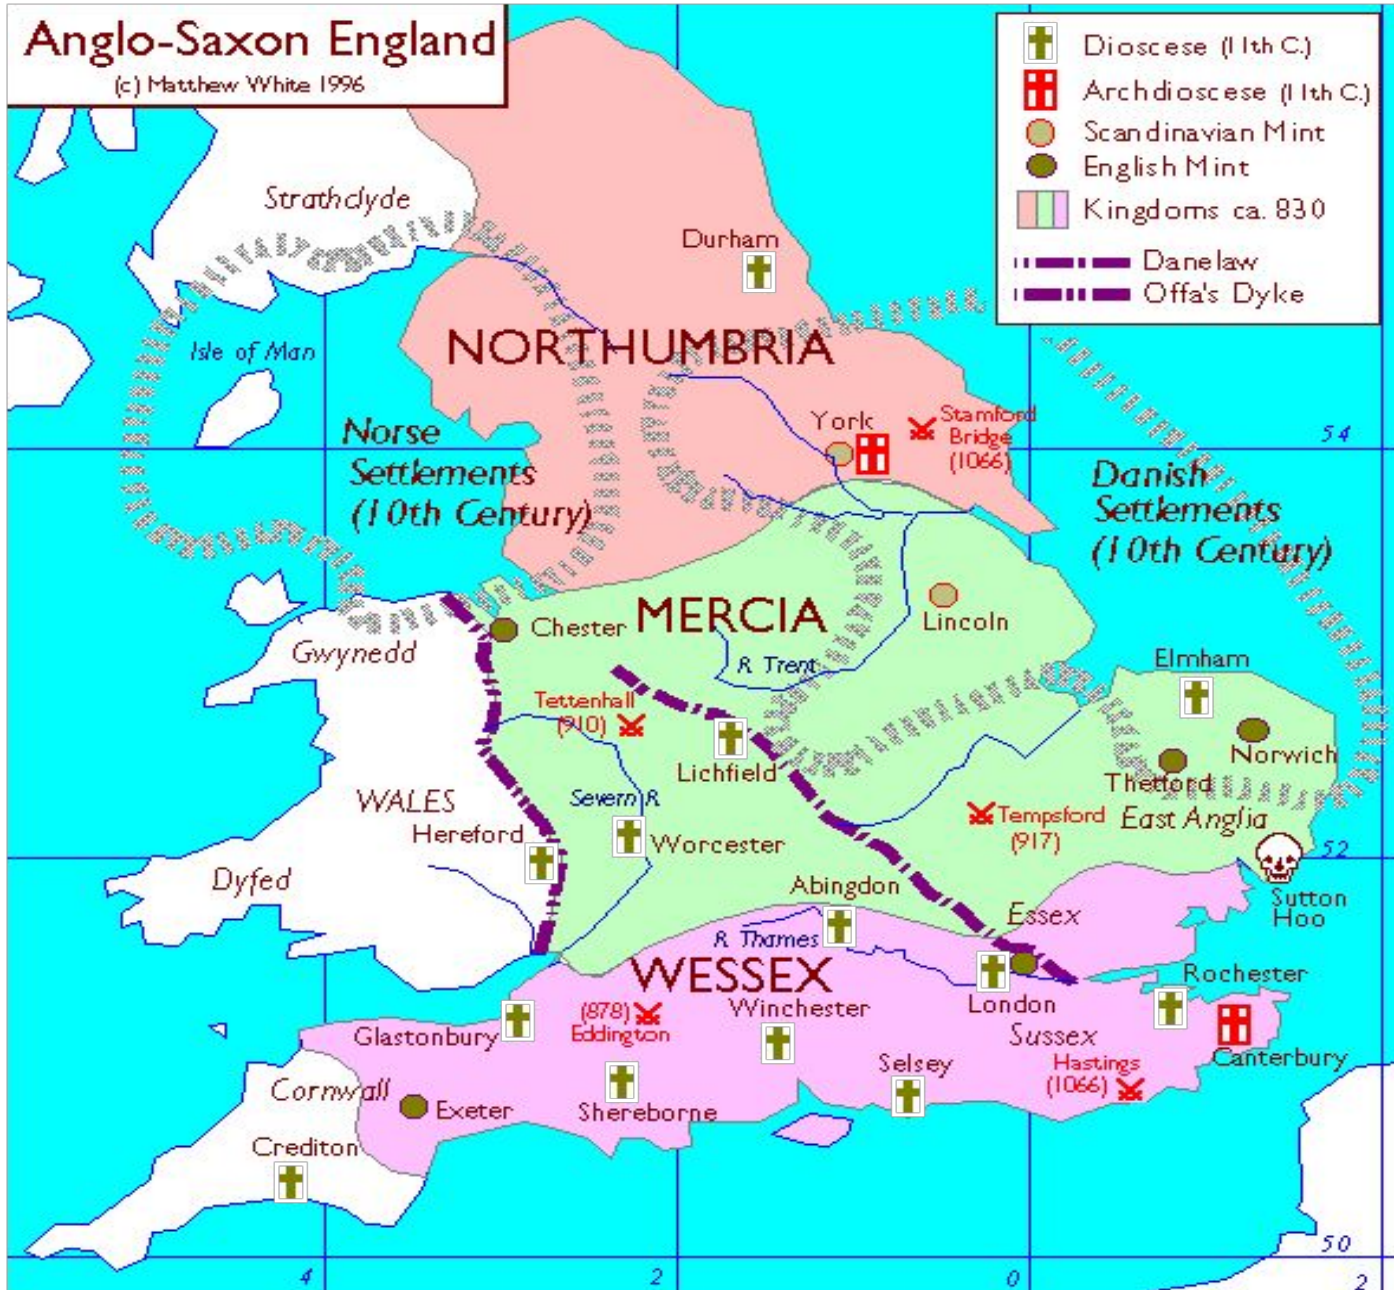 Anglo-Saxon England
(c) Matthew White 1996
Dioscese (11th C.)
Archdioscese (11th C.)
Scandinavian Mint
English Mint
Kingdoms ca. 830
Danelaw
Offa's Dyke
Strathclyde
Durham
NORTHUMBRIA
Isle of Man
York
Stamford
Bridge
(1066)
54
Norse
Settlements
(10th Century)
Danish
Settlements
(10th Century)
MERCIA
Lincoln
Chester
Gwynedd
R. Trent
Elmham
Tettenhall
(910)
Norwich
Lichfield
Thetford
WALES
Severn R.
East Anglia
Tempsford
(917)
Hereford
Worcester
52
Dyfed
Abingdon
Essex
Sutton
Hoo
R. Thames
WESSEX
Rochester
London
Winchester
(878)
Eddington
Glastonbury
Sussex
Canterbury
Selsey
Hastings
(1066)
Cornwall
Exeter
Shereborne
Crediton
50
4
2
0
2